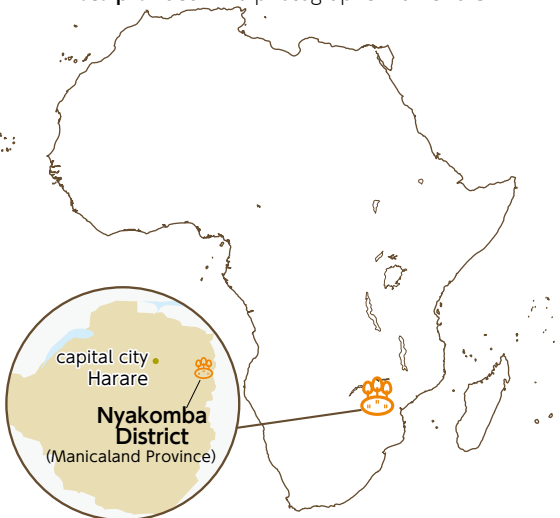 capital city
Harare
Nyakomba
District
(Manicaland Province)